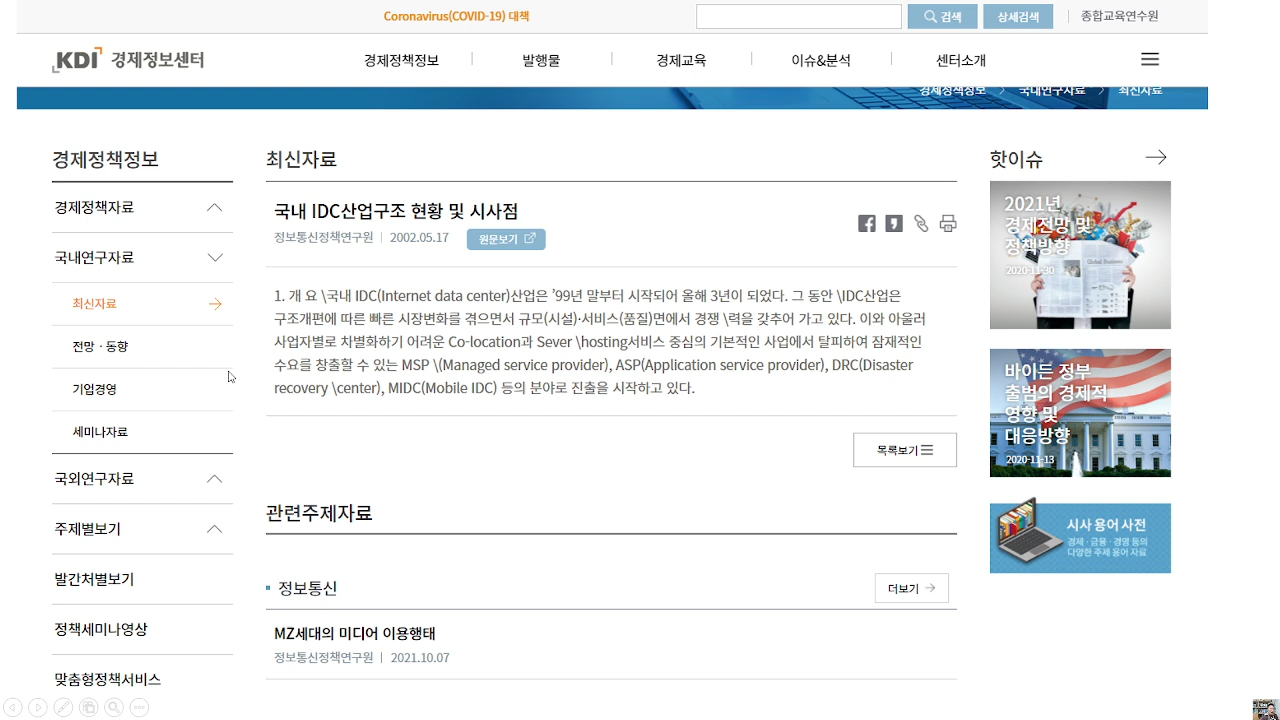 Coronavirus(COVID-19) 대책
검색
상세검색
종합교육연수원
KDI 경제정보센터
경제정책정보
발행물
경제교육
이슈&분석
센터소개
경제정책정보
국내연구자료
최신자료
경제정책정보
경제정책자료
국내연구자료
최신자료
전망 · 동향
기업경영
세미나자료
국외연구자료
주제별보기
발간처별보기
정책세미나영상
맞춤형정책서비스
최신자료
국내 IDC산업구조 현황 및 시사점
정보통신정책연구원 | 2002.05.17
원문보기
1. 개 요 \국내 IDC(Internet data center)산업은 ’99년 말부터 시작되어 올해 3년이 되었다. 그 동안 \IDC산업은
구조개편에 따른 빠른 시장변화를 겪으면서 규모(시설)·서비스(품질)면에서 경쟁 \력을 갖추어 가고 있다. 이와 아울러
사업자별로 차별화하기 어려운 Co-location과 Sever \hosting서비스 중심의 기본적인 사업에서 탈피하여 잠재적인
수요를 창출할 수 있는 MSP \(Managed service provider), ASP(Application service provider), DRC(Disaster
recovery \center), MIDC(Mobile IDC) 등의 분야로 진출을 시작하고 있다.
목록보기
관련주제자료
정보통신
더보기
MZ세대의 미디어 이용행태
정보통신정책연구원 | 2021.10.07
핫이슈
2021년
경제전망 및
정책방향
2020-11-30
Global Business
바이든 정부
출범의 경제적
영향 및
대응방향
2020-11-13
시사 용어 사전
경제 · 금융 · 경영 등의
다양한 주제 용어 자료